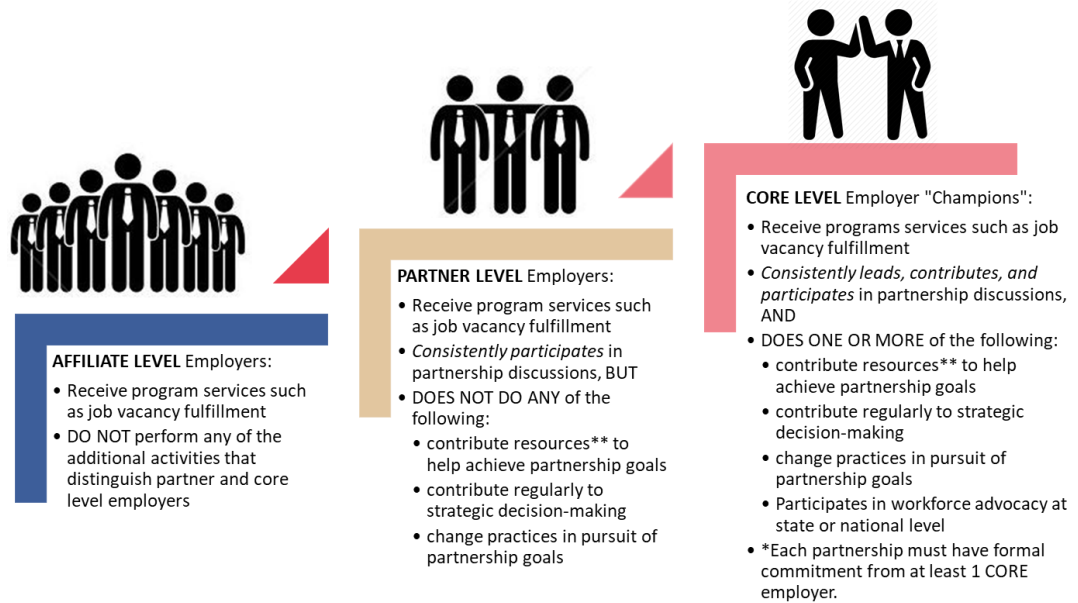 AFFILIATE LEVEL Employers:
• Receive program services such
as job vacancy fulfillment
• DO NOT perform any of the
additional activities that
distinguish partner and core
level employers
PARTNER LEVEL Employers:
• Receive program services such
as job vacancy fulfillment
• Consistently participates in
partnership discussions, BUT
• DOES NOT DO ANY of the
following:
• contribute resources** to
help achieve partnership goals
• contribute regularly to
strategic decision-making
• change practices in pursuit of
partnership goals
CORE LEVEL Employer "Champions":
• Receive programs services such as job
vacancy fulfillment
• Consistently leads, contributes, and
participates in partnership discussions,
AND
• DOES ONE OR MORE of the following:
• contribute resources** to help
achieve partnership goals
• contribute regularly to strategic
decision-making
• change practices in pursuit of
partnership goals
• Participates in workforce advocacy at
state or national level
• *Each partnership must have formal
commitment from at least 1 CORE
employer.